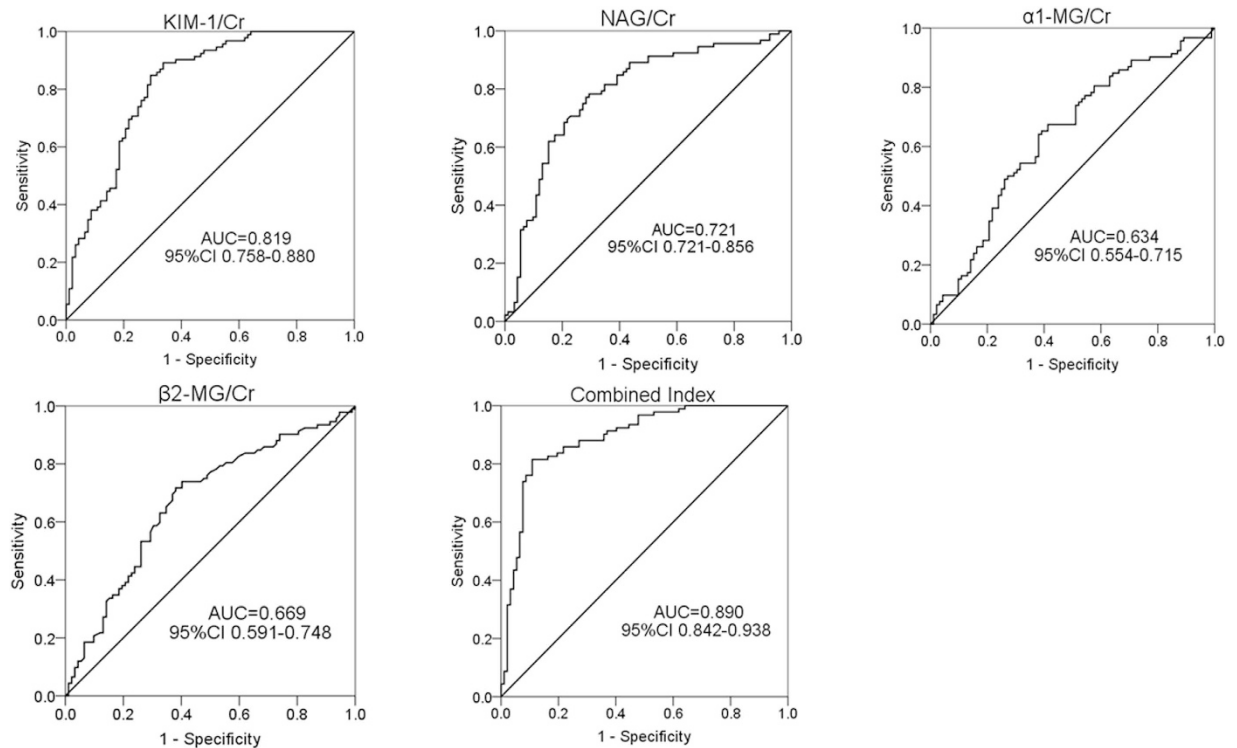 KIM-1/Cr
1.0
0.8
0.6
0.4
0.2
0.0
Sensitivity
AUC=0.819
95%CI 0.758-0.880
0.0 0.2 0.4 0.6 0.8 1.0
1 - Specificity
NAG/Cr
1.0
0.8
0.6
0.4
0.2
0.0
Sensitivity
AUC=0.721
95%CI 0.721-0.856
0.0 0.2 0.4 0.6 0.8 1.0
1 - Specificity
α1-MG/Cr
1.0
0.8
0.6
0.4
0.2
0.0
Sensitivity
AUC=0.634
95%CI 0.554-0.715
0.0 0.2 0.4 0.6 0.8 1.0
1 - Specificity
β2-MG/Cr
1.0
0.8
0.6
0.4
0.2
0.0
Sensitivity
AUC=0.669
95%CI 0.591-0.748
0.0 0.2 0.4 0.6 0.8 1.0
1 - Specificity
Combined Index
1.0
0.8
0.6
0.4
0.2
0.0
Sensitivity
AUC=0.890
95%CI 0.842-0.938
0.0 0.2 0.4 0.6 0.8 1.0
1 - Specificity